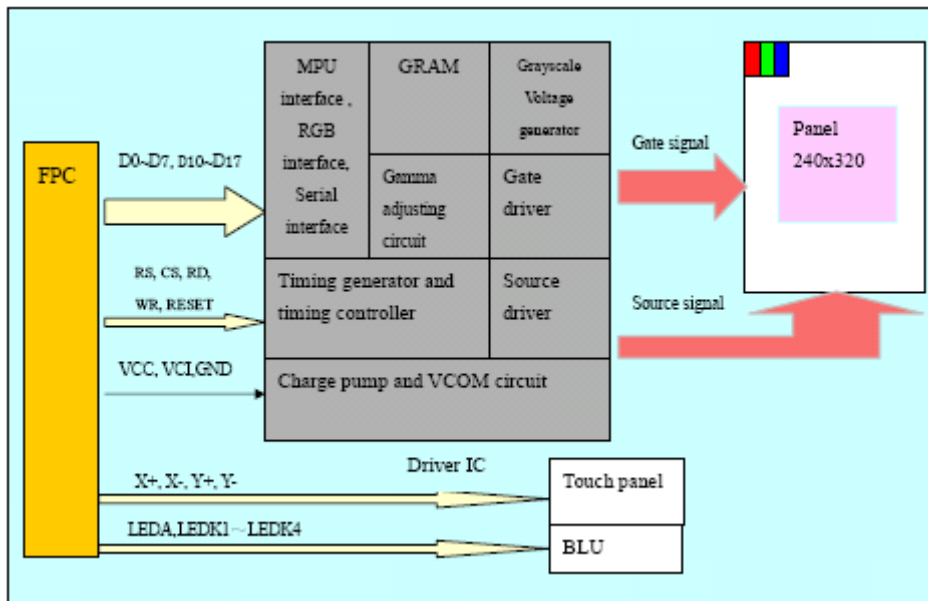 FPC
D0~D7, D10~D17
RS, CS, RD,
WR, RESET
VCC, VCI,GND
X+, X-, Y+, Y-
LEDA,LEDK1～LEDK4
MPU
interface ,
RGB
interface,
Serial
interface
GRAM
Grayscale
Voltage
generator
Gamma
adjusting
circuit
Gate
driver
Timing generator and
timing controller
Source
driver
Charge pump and VCOM circuit
Driver IC
Gate signal
Source signal
Panel
240x320
Touch panel
BLU